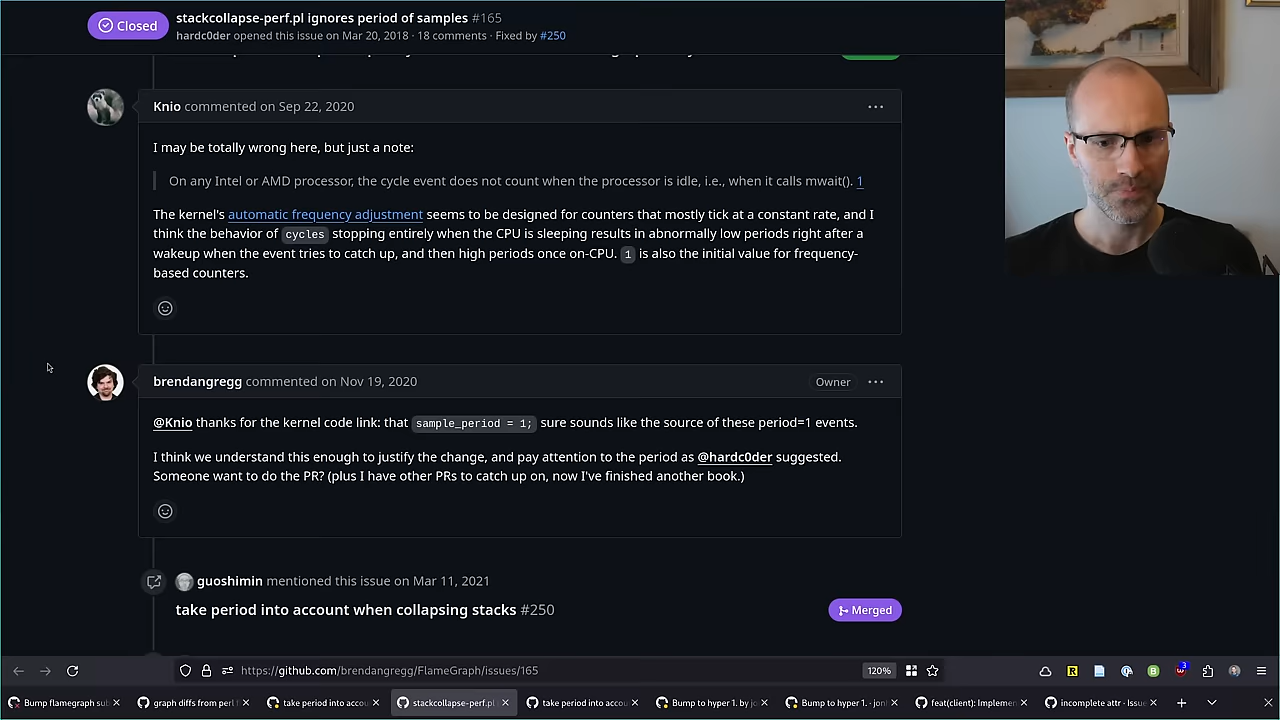 Closed
stackcollapse-perf.pl ignores period of samples #165
hardc0der opened this issue on Mar 20, 2018 · 18 comments · Fixed by #250
Knio commented on Sep 22, 2020
I may be totally wrong here, but just a note:
On any Intel or AMD processor, the cycle event does not count when the processor is idle, i.e., when it calls mwait(). 1
The kernel's automatic frequency adjustment seems to be designed for counters that mostly tick at a constant rate, and I
think the behavior of cycles stopping entirely when the CPU is sleeping results in abnormally low periods right after a
wakeup when the event tries to catch up, and then high periods once on-CPU. 1 is also the initial value for frequency-
based counters.
brendangregg commented on Nov 19, 2020
Owner
@Knio thanks for the kernel code link: that sample_period = 1; sure sounds like the source of these period=1 events.
I think we understand this enough to justify the change, and pay attention to the period as @hardc0der suggested.
Someone want to do the PR? (plus I have other PRs to catch up on, now I've finished another book.)
guoshimin mentioned this issue on Mar 11, 2021
take period into account when collapsing stacks #250
Merged
https://github.com/brendangregg/FlameGraph/issues/165
120%
3
Bump flamegraph sub
graph diffs from perf
take period into accou
stackcollapse-perf.pl
take period into accou
Bump to hyper 1. by jo
Bump to hyper 1. · jon
feat(client): Implemen
incomplete attr · Issue